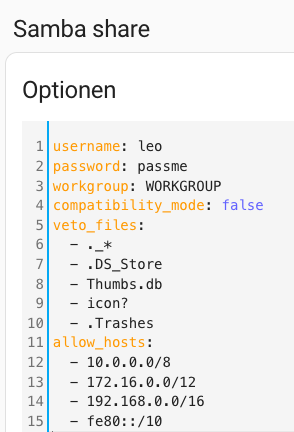 Samba share
Optionen
1 username: leo
2 password: passme
3 workgroup: WORKGROUP
4 compatibility_mode: false
5 veto_files:
6   - ._*
7   - .DS_Store
8   - Thumbs.db
9   - icon?
10   - .Trashes
11 allow_hosts:
12   - 10.0.0.0/8
13   - 172.16.0.0/12
14   - 192.168.0.0/16
15   - fe80::/10